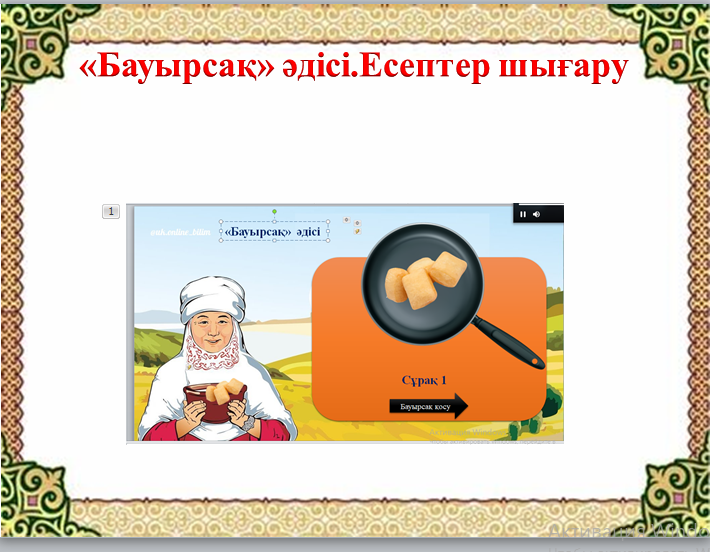 «Бауырсақ» әдісі.Есептер шығару
1
«Бауырсақ» әдісі
Сұрақ 1
Бауырсақ қосу